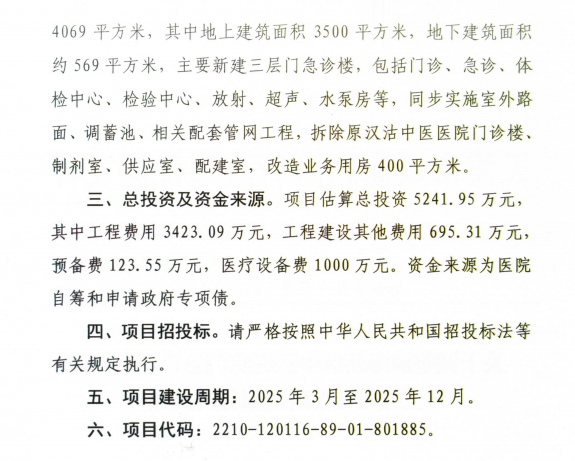 4069 平方米，其中地上建筑面积 3500 平方米，地下建筑面积
约 569 平方米，主要新建三层门急诊楼，包括门诊、急诊、体
检中心、检验中心、放射、超声、水泵房等，同步实施室外路
面、调蓄池、相关配套管网工程，拆除原汉沽中医医院门诊楼、
制剂室、供应室、配建室，改造业务用房 400 平方米。
三、总投资及资金来源。项目估算总投资 5241.95 万元，
其中工程费用 3423.09 万元，工程建设其他费用 695.31 万元，
预备费 123.55 万元，医疗设备费 1000 万元。资金来源为医院
自筹和申请政府专项债。
四、项目招投标。请严格按照中华人民共和国招投标法等
有关规定执行。
五、项目建设周期：2025 年 3 月至 2025 年 12 月。
六、项目代码：2210-120116-89-01-801885。